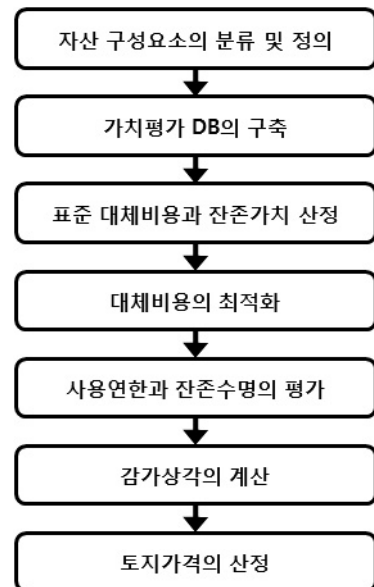 자산 구성요소의 분류 및 정의
가치평가 DB의 구축
표준 대체비용과 잔존가치 산정
대체비용의 최적화
사용연한과 잔존수명의 평가
감가상각의 계산
토지가격의 산정